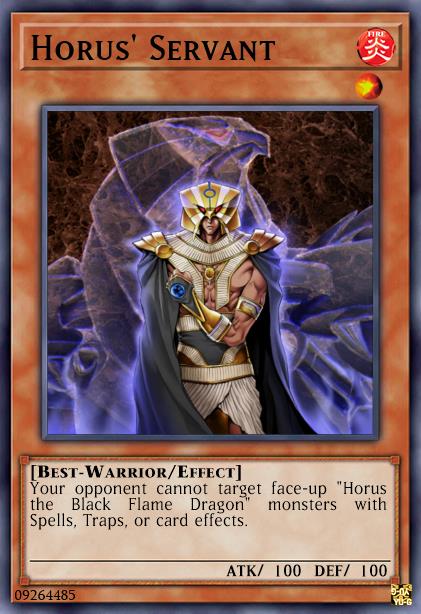 Horus' Servant
FIRE
炎
[Best-Warrior/Effect]
Your opponent cannot target face-up "Horus
the Black Flame Dragon" monsters with
Spells, Traps, or card effects.
ATK/ 100 DEF/ 100
09264485